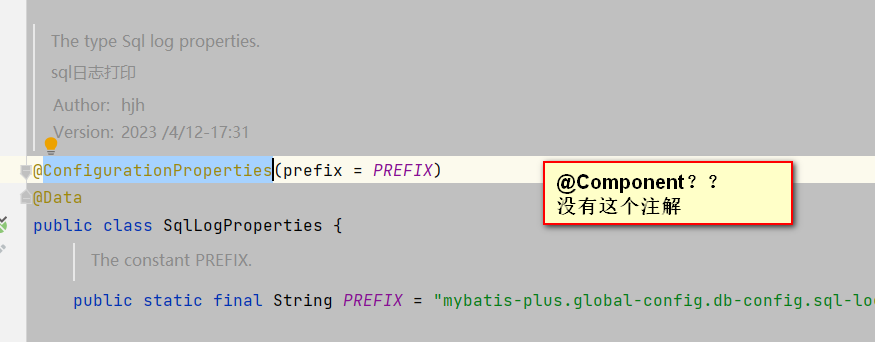 The type Sql log properties.
sql日志打印
Author: hjh
Version: 2023 /4/12-17:31
@ConfigurationProperties(prefix = PREFIX)
@Component？？
没有这个注解
@Data
public class SqlLogProperties {
The constant PREFIX.
public static final String PREFIX = "mybatis-plus.global-config.db-config.sql-lo